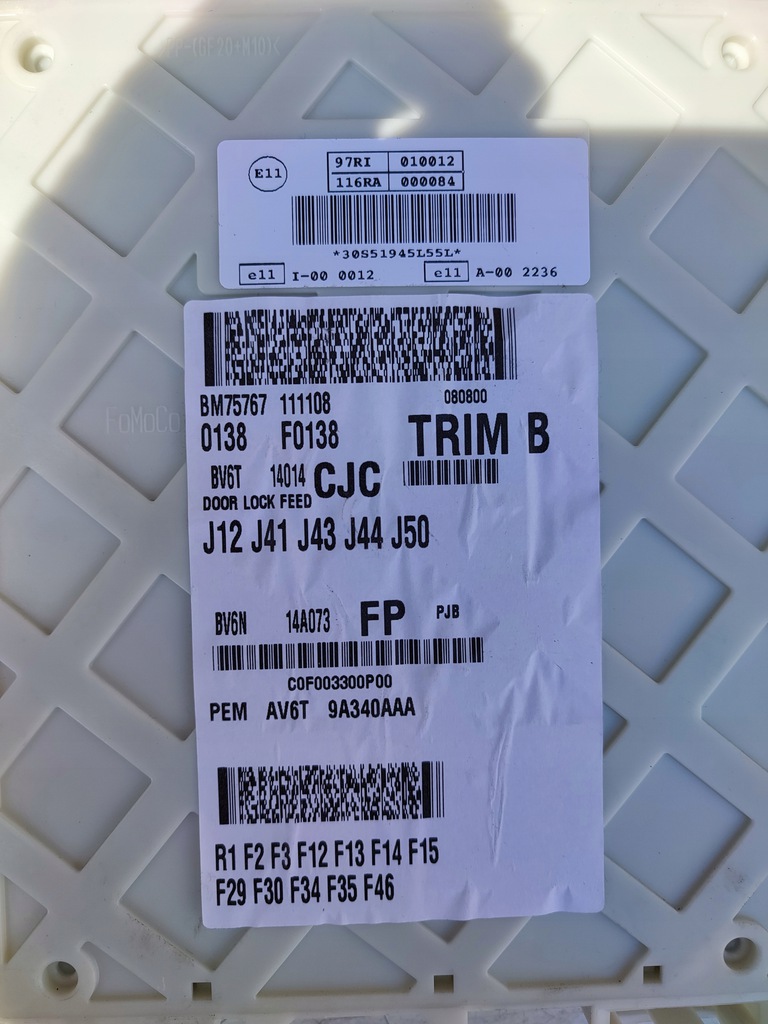 E11
97RI 010012
116RA 000084
*30S51945L55L*
e11 I-00 0012 e11 A-00 2236
BM75767 111108 080800
0138 F0138 TRIM B
BV6T 14014 CJC
DOOR LOCK FEED
J12 J41 J43 J44 J50
FoMoCo
BV6N 14A073 FP PJB
C0F003300P00
PEM AV6T 9A340AAA
R1 F2 F3 F12 F13 F14 F15
F29 F30 F34 F35 F46